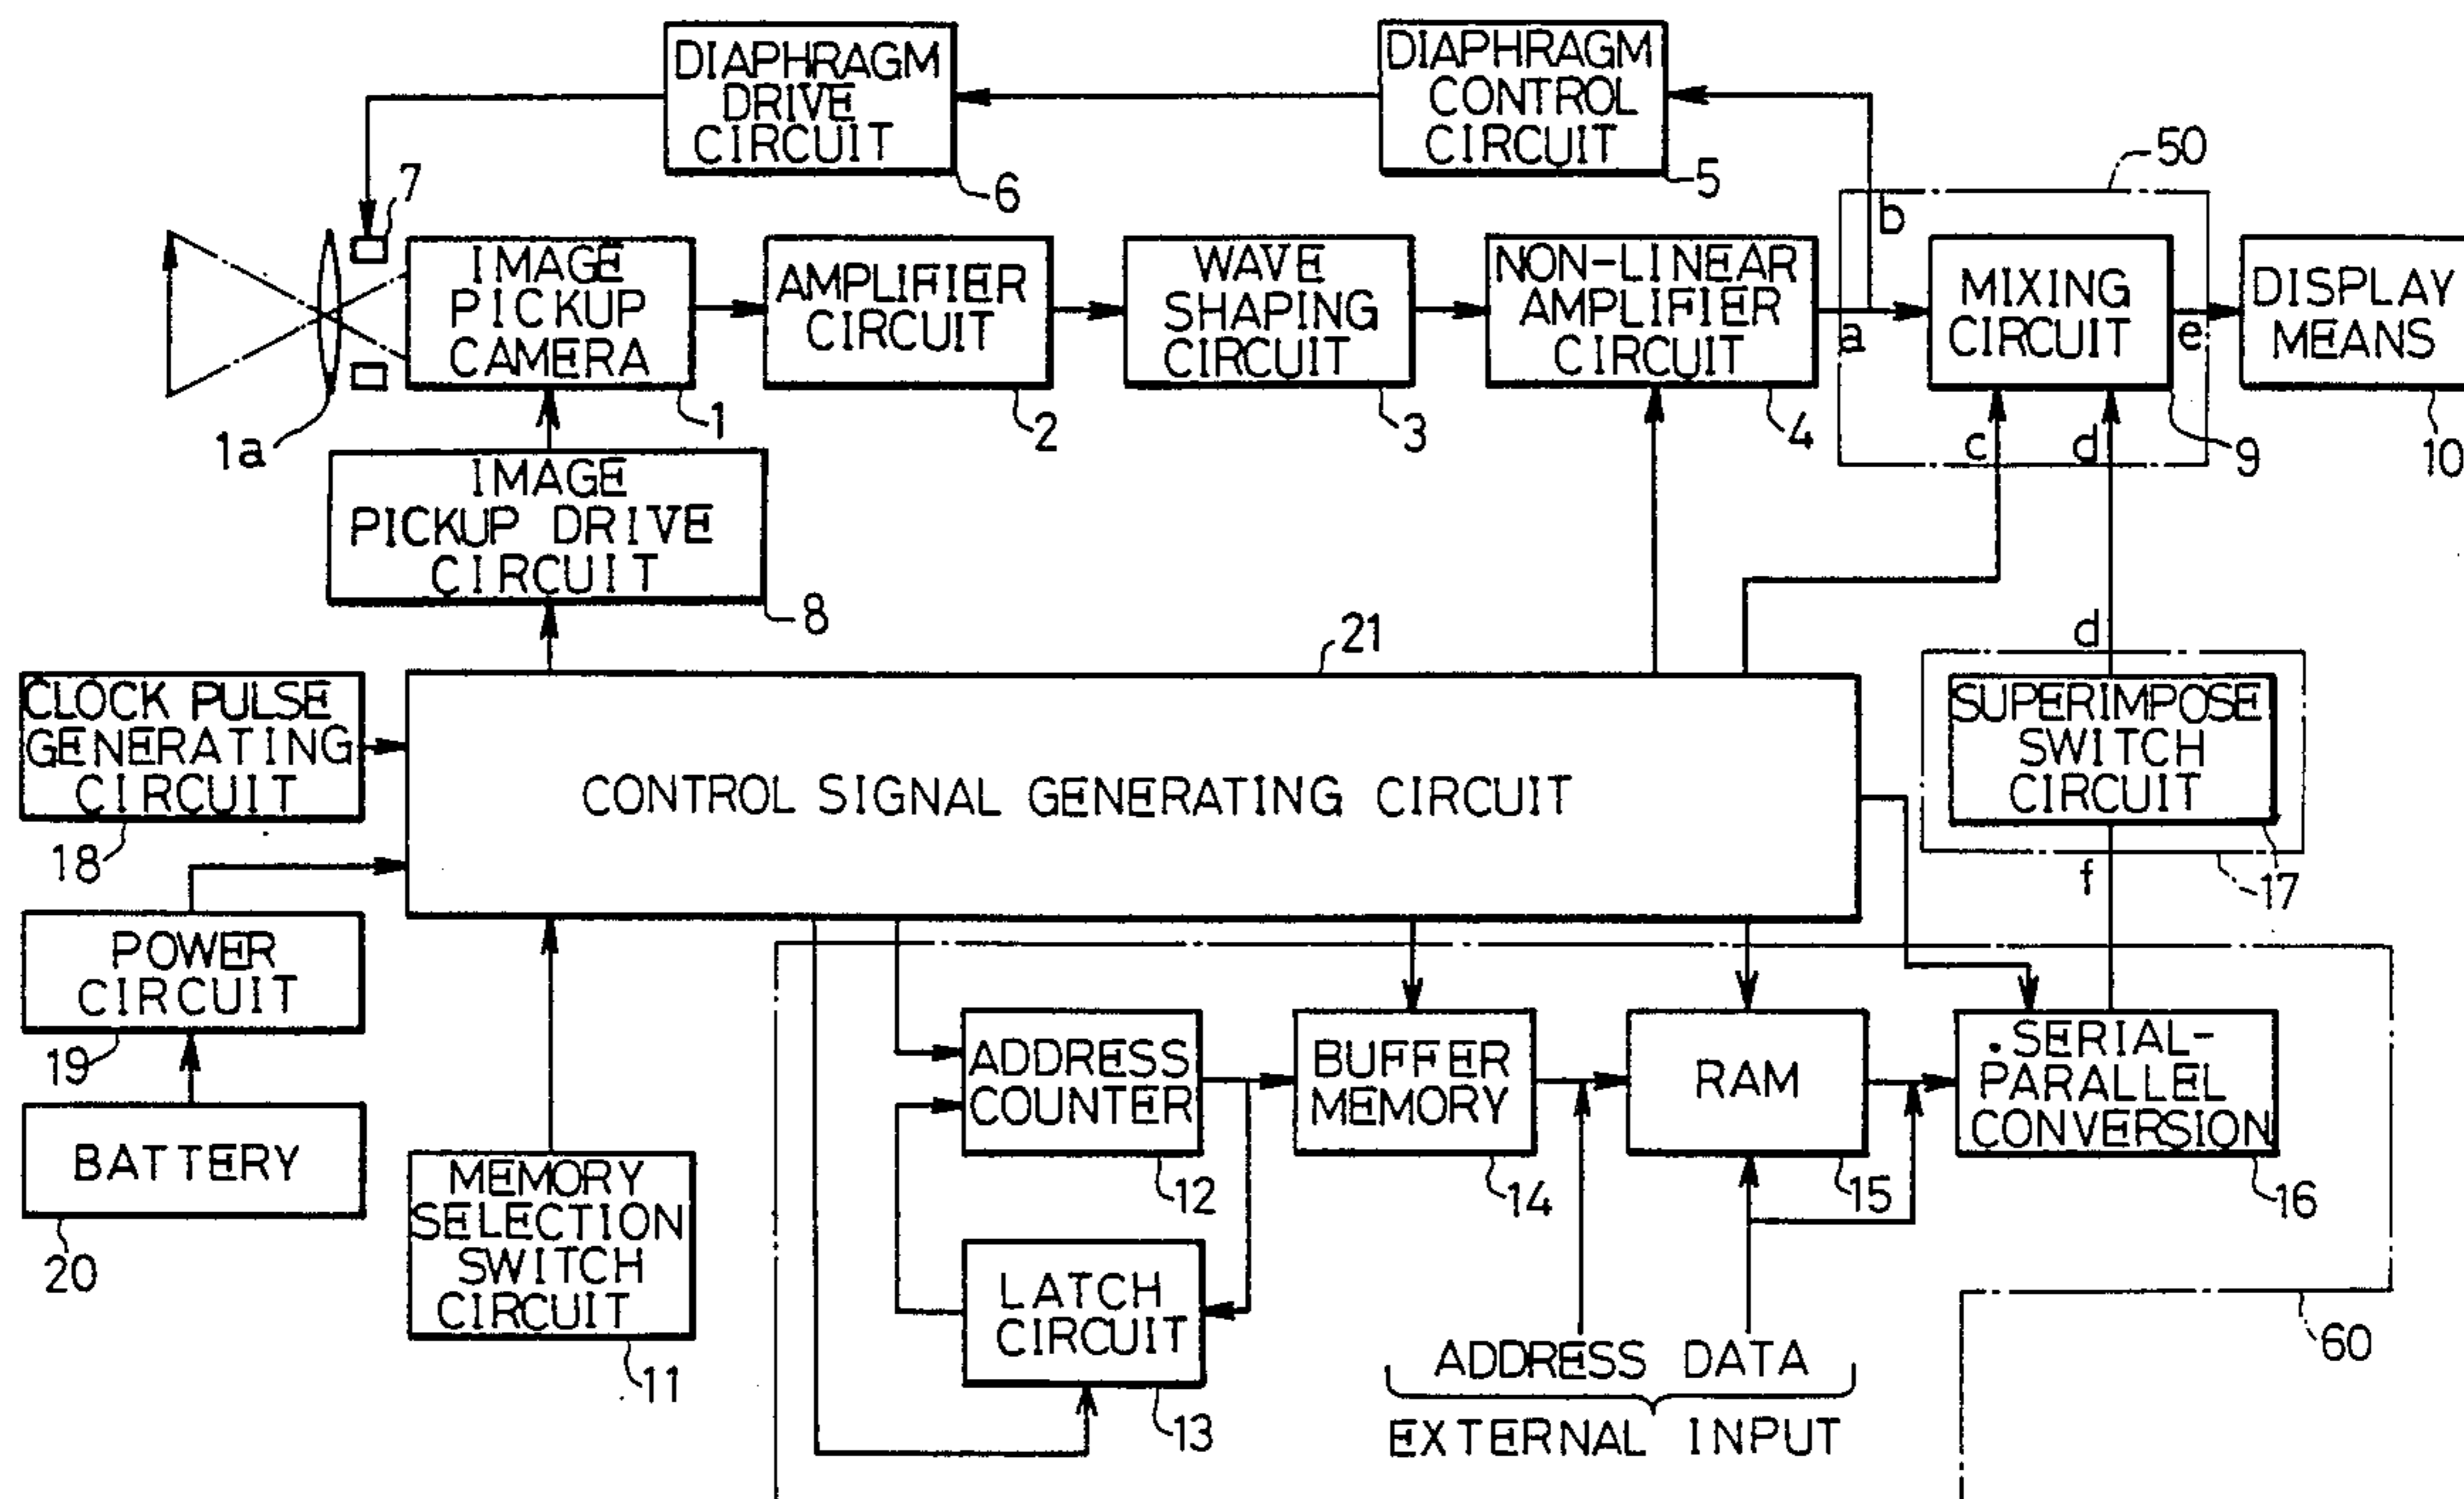 DIAPHRAGM
DRIVE
CIRCUIT
6
DIAPHRAGM
CONTROL
CIRCUIT
5
50
7
b
1a
IMAGE
PICKUP
CAMERA
1
AMPLIFIER
CIRCUIT
2
WAVE
SHAPING
CIRCUIT
3
NON-LINEAR
AMPLIFIER
CIRCUIT
4
a
MIXING
CIRCUIT
9
e
DISPLAY
MEANS
10
c
d
IMAGE
PICKUP DRIVE
CIRCUIT
8
21
d
CLOCK PULSE
GENERATING
CIRCUIT
18
CONTROL SIGNAL GENERATING CIRCUIT
SUPERIMPOSE
SWITCH
CIRCUIT
17
f
POWER
CIRCUIT
19
BATTERY
20
MEMORY
SELECTION
SWITCH
CIRCUIT
11
ADDRESS
COUNTER
12
BUFFER
MEMORY
14
RAM
15
SERIAL-
PARALLEL
CONVERSION
16
LATCH
CIRCUIT
13
ADDRESS DATA
EXTERNAL INPUT
60